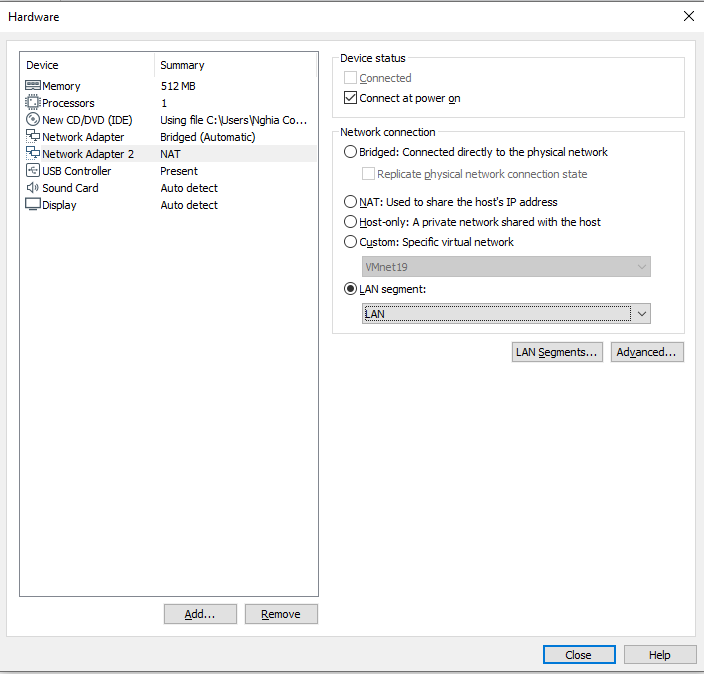 Hardware
Device Summary
Memory 512 MB
Processors 1
New CD/DVD (IDE) Using file C:\Users\Nghia Co...
Network Adapter Bridged (Automatic)
Network Adapter 2 NAT
USB Controller Present
Sound Card Auto detect
Display Auto detect
Add...
Remove
Device status
Connected
Connect at power on
Network connection
Bridged: Connected directly to the physical network
Replicate physical network connection state
NAT: Used to share the host's IP address
Host-only: A private network shared with the host
Custom: Specific virtual network
VMnet19
LAN segment:
LAN
LAN Segments...
Advanced...
Close
Help